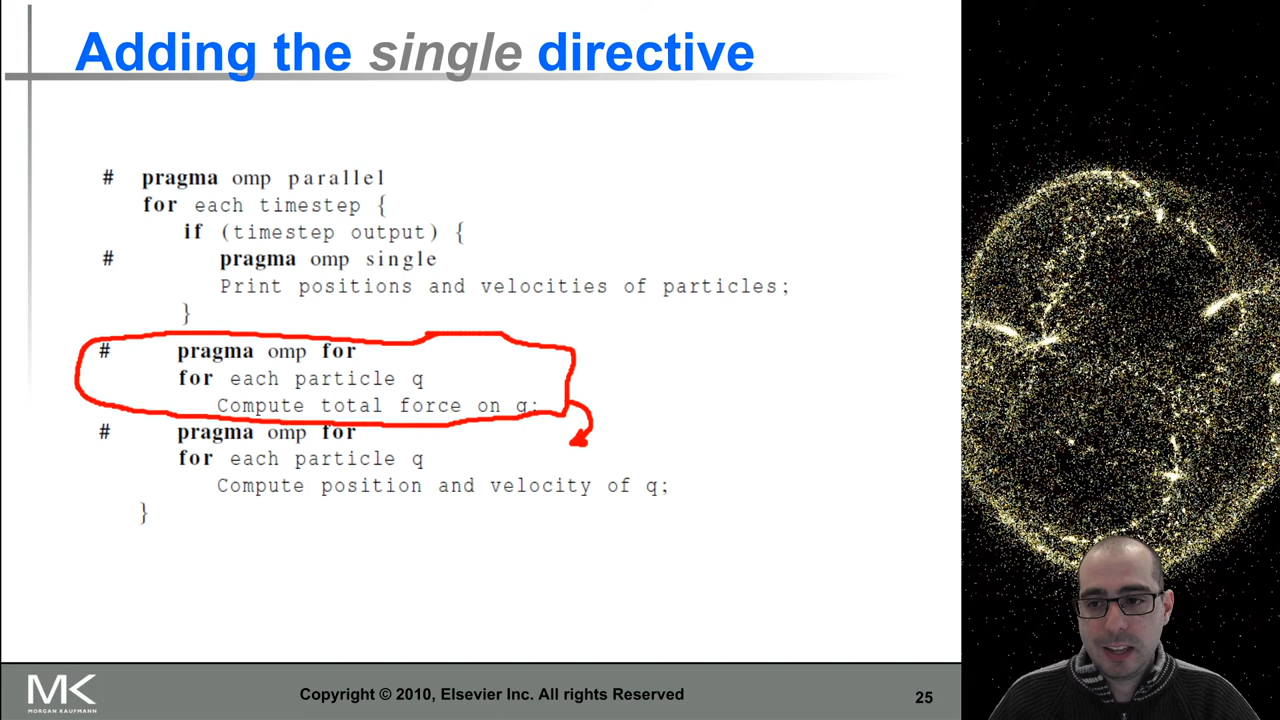 Adding the single directive
# pragma omp parallel
for each timestep {
if (timestep output) {
# pragma omp single
Print positions and velocities of particles;
}
# pragma omp for
for each particle q
Compute total force on q;
# pragma omp for
for each particle q
Compute position and velocity of q;
}
MK
MORGAN KAUFMANN
Copyright © 2010, Elsevier Inc. All rights Reserved
25